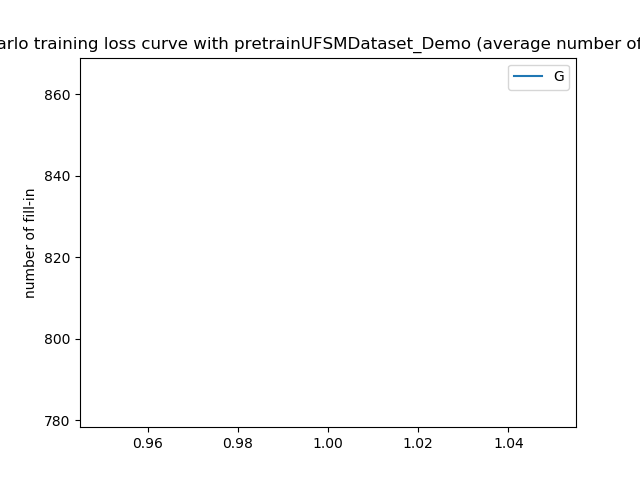 arlo training loss curve with pretrainUFSMDataset_Demo (average number of
G
860
840
820
800
780
number of fill-in
0.96 0.98 1.00 1.02 1.04